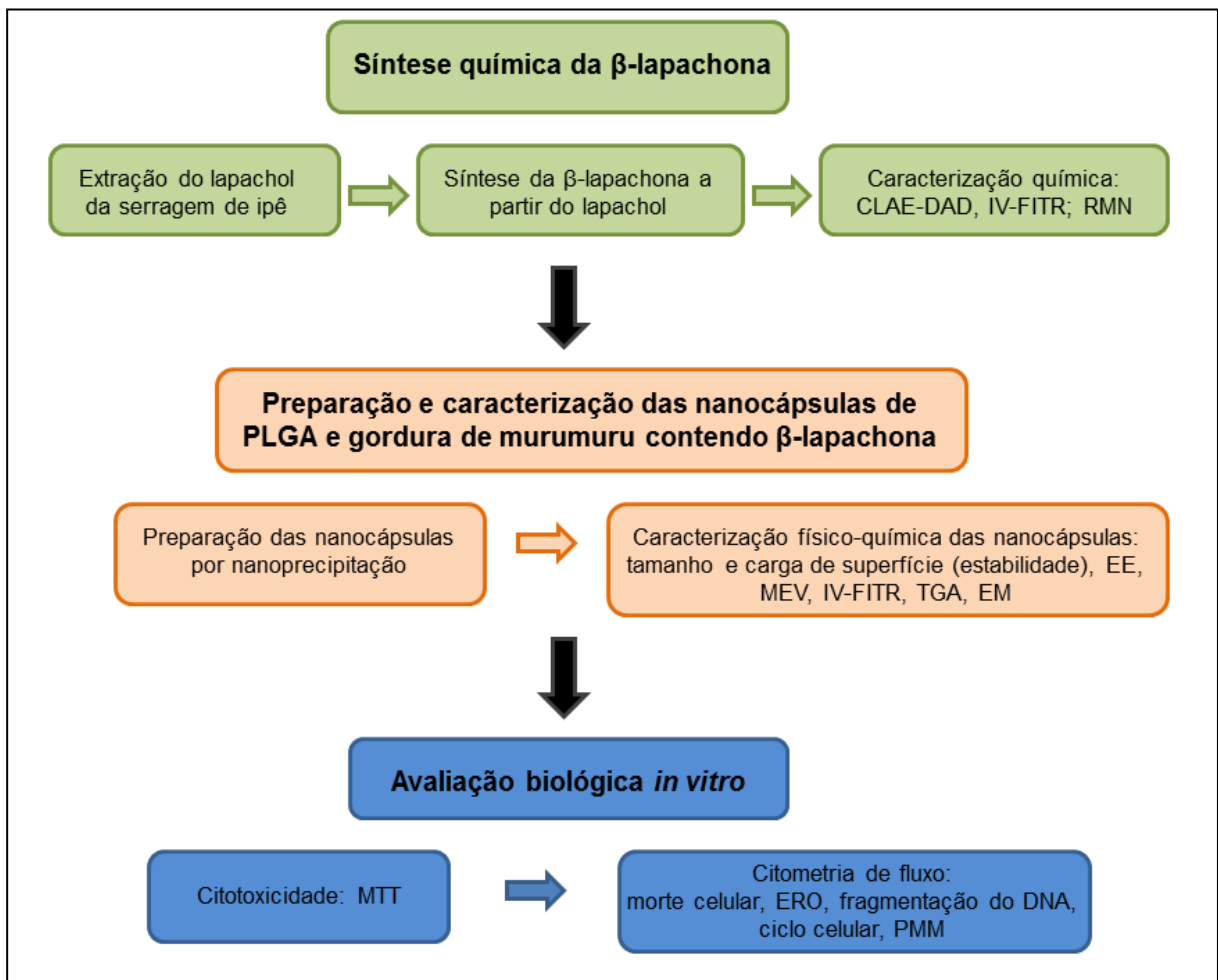 Síntese química da β-lapachona
Extração do lapachol
da serragem de ipê
Síntese da β-lapachona a
partir do lapachol
Caracterização química:
CLAE-DAD, IV-FITR; RMN
Preparação e caracterização das nanocápsulas de
PLGA e gordura de murumuru contendo β-lapachona
Preparação das nanocápsulas
por nanoprecipitação
Caracterização físico-química das nanocápsulas:
tamanho e carga de superfície (estabilidade), EE,
MEV, IV-FITR, TGA, EM
Avaliação biológica in vitro
Citotoxicidade: MTT
Citometria de fluxo:
morte celular, ERO, fragmentação do DNA,
ciclo celular, PMM